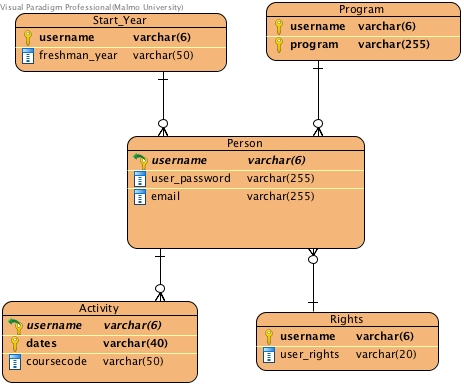 Visual Paradigm Professional(Malmo University)
Start_Year
username varchar(6)
freshman_year varchar(50)
Program
username varchar(6)
program varchar(255)
Person
username varchar(6)
user_password varchar(255)
email varchar(255)
Activity
username varchar(6)
dates varchar(40)
coursecode varchar(50)
Rights
username varchar(6)
user_rights varchar(20)